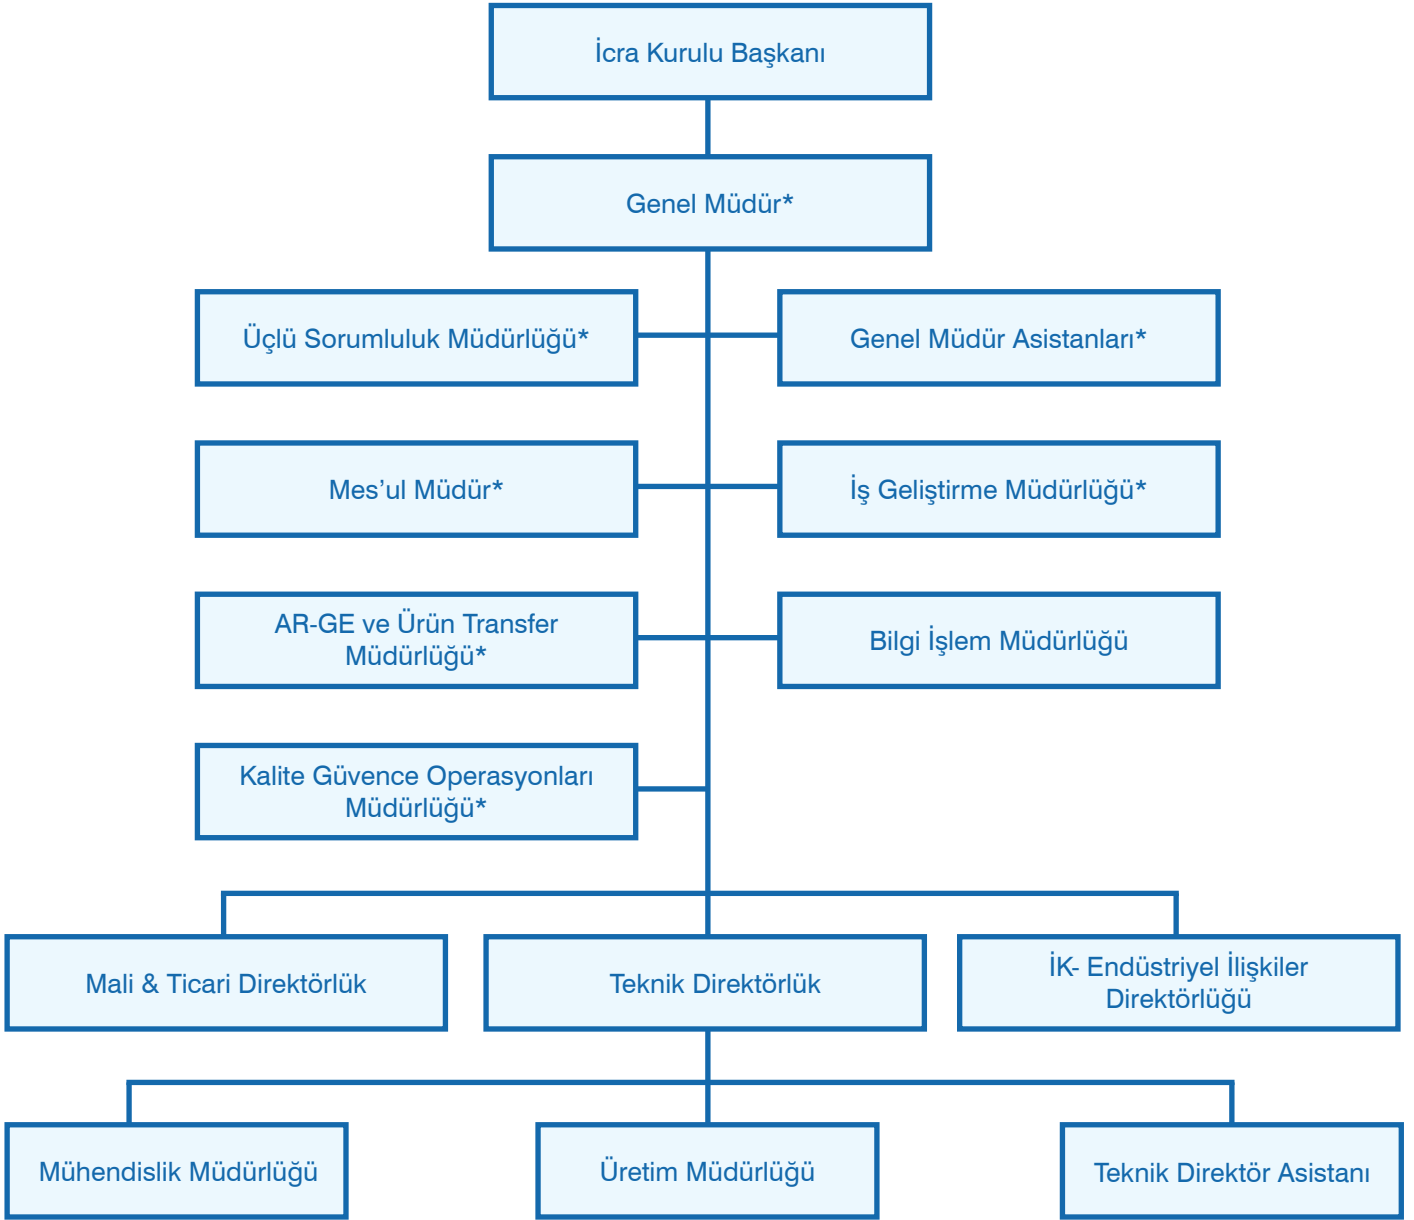 İcra Kurulu Başkanı
Genel Müdür*
Üçlü Sorumluluk Müdürlüğü*
Genel Müdür Asistanları*
Mes’ul Müdür*
İş Geliştirme Müdürlüğü*
AR-GE ve Ürün Transfer
Müdürlüğü*
Bilgi İşlem Müdürlüğü
Kalite Güvence Operasyonları
Müdürlüğü*
Mali & Ticari Direktörlük
Teknik Direktörlük
İK- Endüstriyel İlişkiler
Direktörlüğü
Mühendislik Müdürlüğü
Üretim Müdürlüğü
Teknik Direktör Asistanı